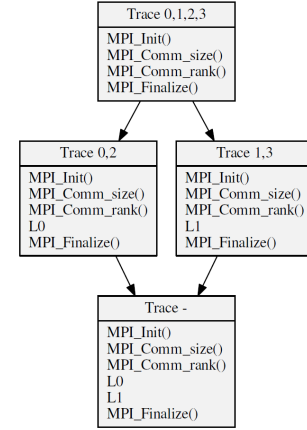 Trace 0,1,2,3
MPI_Init()
MPI_Comm_size()
MPI_Comm_rank()
MPI_Finalize()
Trace 0,2
MPI_Init()
MPI_Comm_size()
MPI_Comm_rank()
L0
MPI_Finalize()
Trace 1,3
MPI_Init()
MPI_Comm_size()
MPI_Comm_rank()
L1
MPI_Finalize()
Trace -
MPI_Init()
MPI_Comm_size()
MPI_Comm_rank()
L0
L1
MPI_Finalize()